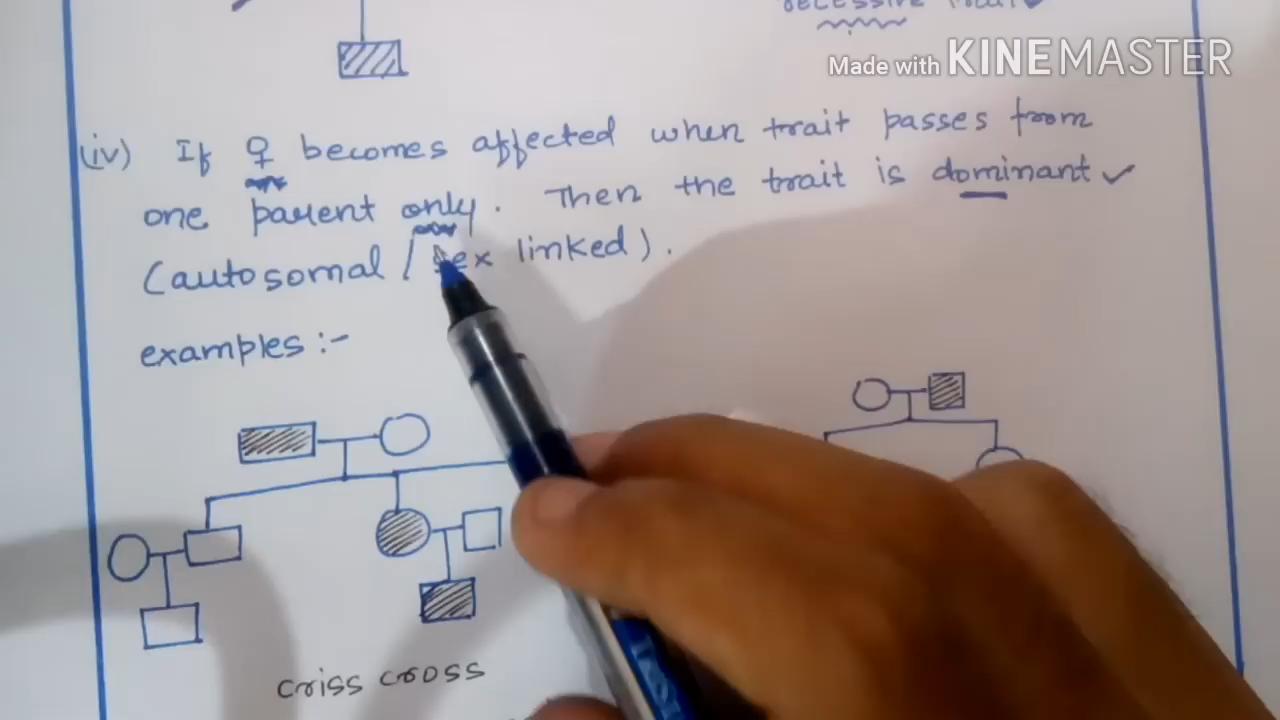 Made with KINEMASTER
(iv) If ♀ becomes affected when trait passes from
one parent only. Then the trait is dominant ✓
(autosomal / sex linked).
examples :-
criss cross